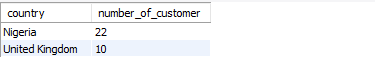 country number_of_customer
Nigeria 22
United Kingdom 10